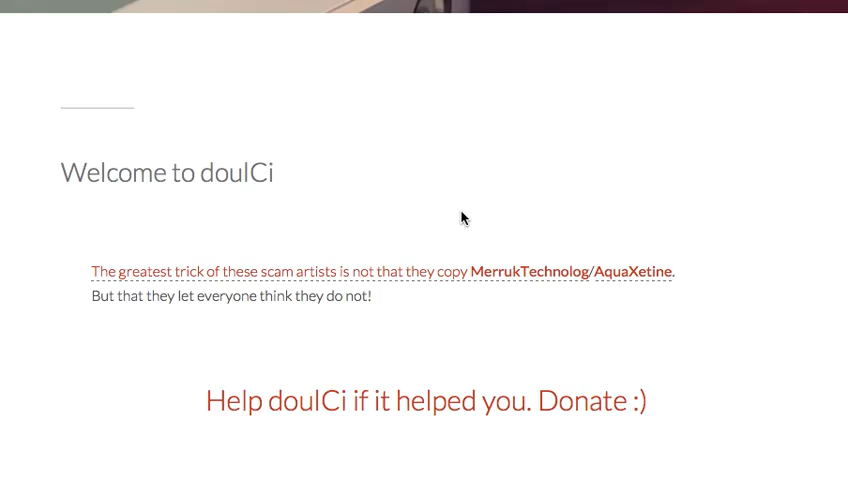 Welcome to doulCi
The greatest trick of these scam artists is not that they copy MerrukTechnolog/AquaXetine.
But that they let everyone think they do not!
Help doulCi if it helped you. Donate :)